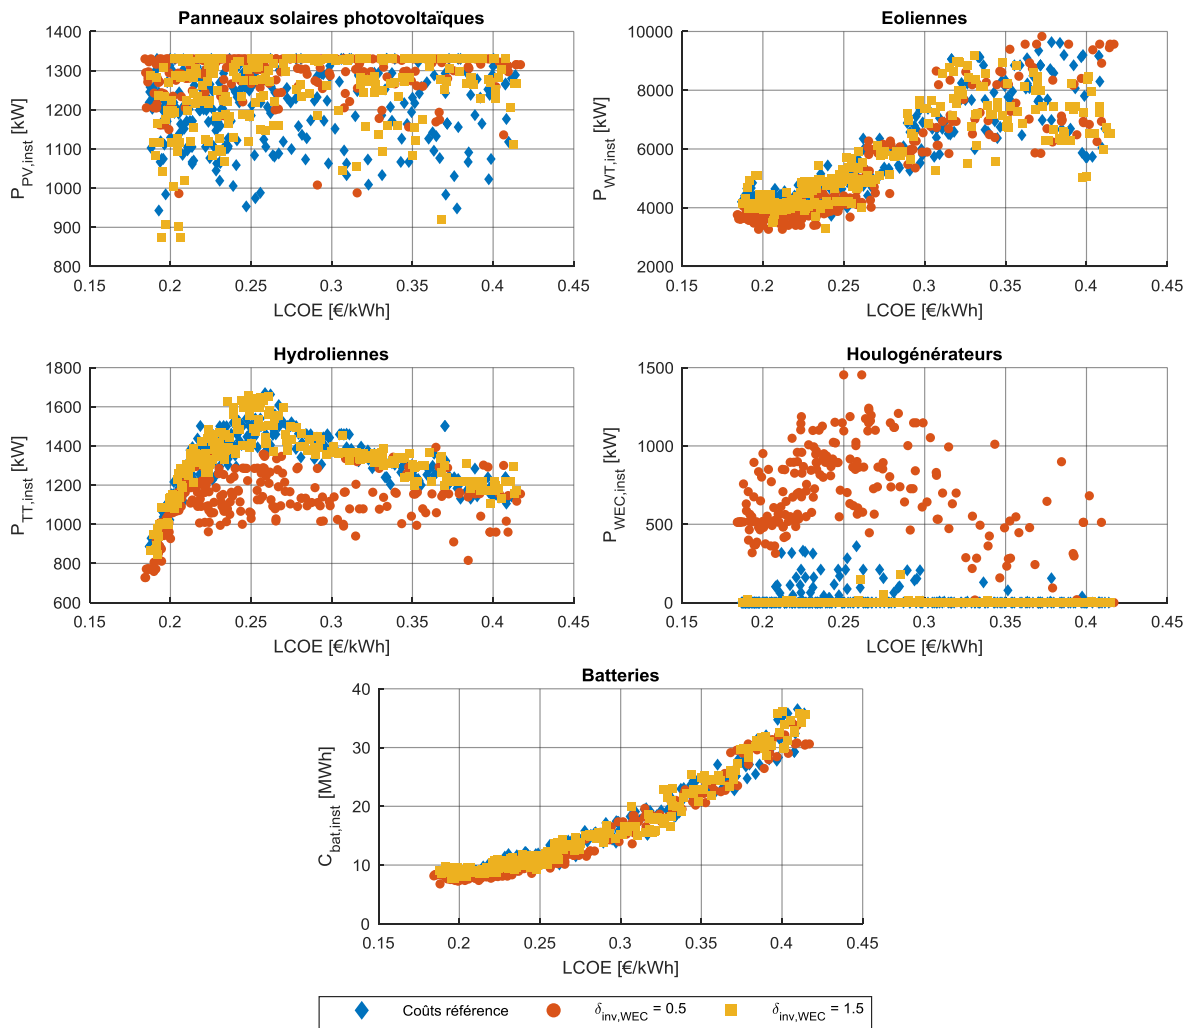 Panneaux solaires photovoltaïques
1400
1300
1200
1100
1000
900
800
P_PV,inst [kW]
0.15 0.2 0.25 0.3 0.35 0.4 0.45
LCOE [€/kWh]
Eoliennes
10000
8000
6000
4000
2000
P_WT,inst [kW]
0.15 0.2 0.25 0.3 0.35 0.4 0.45
LCOE [€/kWh]
Hydroliennes
1800
1600
1400
1200
1000
800
600
P_TT,inst [kW]
0.15 0.2 0.25 0.3 0.35 0.4 0.45
LCOE [€/kWh]
Houlogénérateurs
1500
1000
500
0
P_WEC,inst [kW]
0.15 0.2 0.25 0.3 0.35 0.4 0.45
LCOE [€/kWh]
Batteries
40
30
20
10
0
C_bat,inst [MWh]
0.15 0.2 0.25 0.3 0.35 0.4 0.45
LCOE [€/kWh]
Coûts référence δ_inv,WEC = 0.5 δ_inv,WEC = 1.5